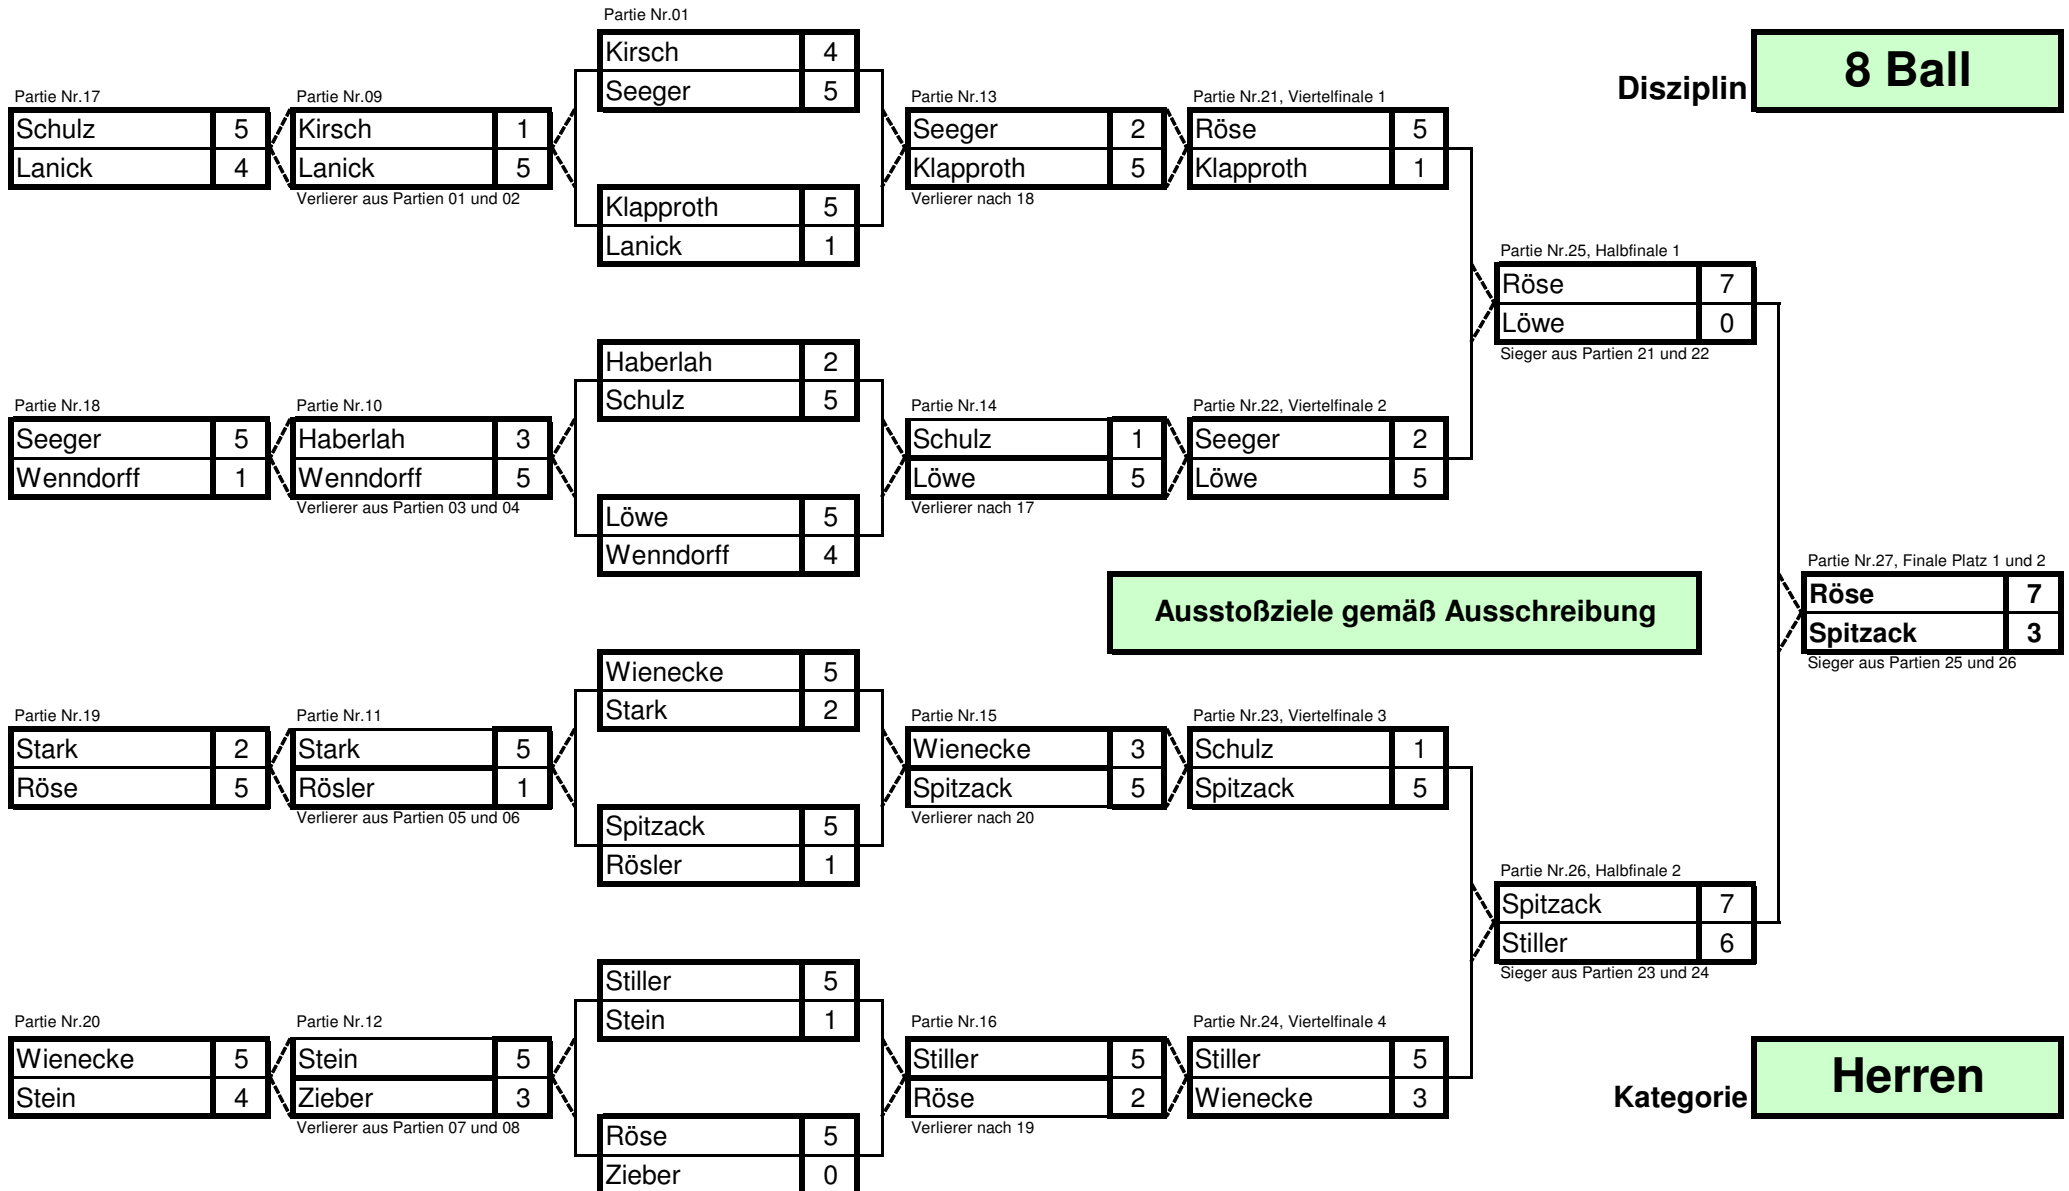 Partie Nr.01
Kirsch 4
Seeger 5
Klapproth 5
Lanick 1
Haberlah 2
Schulz 5
Löwe 5
Wenndorff 4
Wienecke 5
Stark 2
Spitzack 5
Rösler 1
Stiller 5
Stein 1
Röse 5
Zieber 0
Partie Nr.17
Schulz 5
Lanick 4
Partie Nr.18
Seeger 5
Wenndorff 1
Partie Nr.19
Stark 2
Röse 5
Partie Nr.20
Wienecke 5
Stein 4
Partie Nr.09
Kirsch 1
Lanick 5
Verlierer aus Partien 01 und 02
Partie Nr.10
Haberlah 3
Wenndorff 5
Verlierer aus Partien 03 und 04
Partie Nr.11
Stark 5
Rösler 1
Verlierer aus Partien 05 und 06
Partie Nr.12
Stein 5
Zieber 3
Verlierer aus Partien 07 und 08
Partie Nr.13
Seeger 2
Klapproth 5
Verlierer nach 18
Partie Nr.14
Schulz 1
Löwe 5
Verlierer nach 17
Partie Nr.15
Wienecke 3
Spitzack 5
Verlierer nach 20
Partie Nr.16
Stiller 5
Röse 2
Verlierer nach 19
Partie Nr.21, Viertelfinale 1
Röse 5
Klapproth 1
Partie Nr.22, Viertelfinale 2
Seeger 2
Löwe 5
Partie Nr.23, Viertelfinale 3
Schulz 1
Spitzack 5
Partie Nr.24, Viertelfinale 4
Stiller 5
Wienecke 3
Ausstoßziele gemäß Ausschreibung
Partie Nr.25, Halbfinale 1
Röse 7
Löwe 0
Sieger aus Partien 21 und 22
Partie Nr.26, Halbfinale 2
Spitzack 7
Stiller 6
Sieger aus Partien 23 und 24
Partie Nr.27, Finale Platz 1 und 2
Röse 7
Spitzack 3
Sieger aus Partien 25 und 26
Disziplin 8 Ball
Kategorie Herren